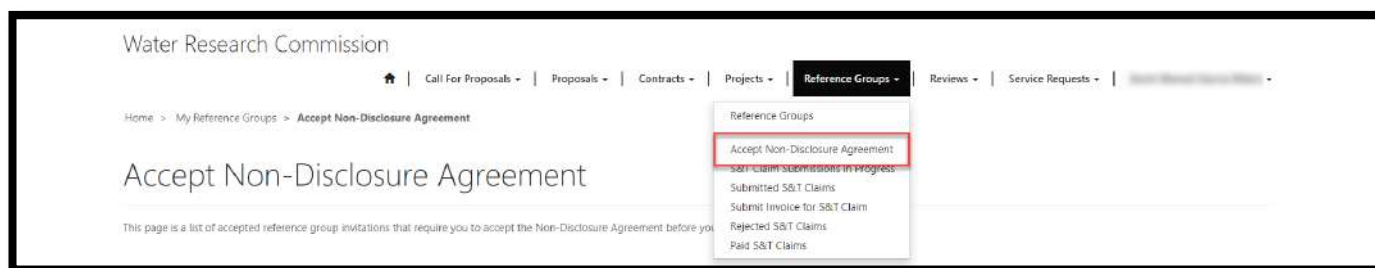 Water Research Commission
Call For Proposals | Proposals | Contracts | Projects | Reference Groups | Reviews | Service Requests |
Home > My Reference Groups > Accept Non-Disclosure Agreement
Accept Non-Disclosure Agreement
This page is a list of accepted reference group invitations that require you to accept the Non-Disclosure Agreement before you
Reference Groups
Accept Non-Disclosure Agreement
S&T Claim Submissions in Progress
Submitted S&T Claims
Submit Invoice for S&T Claim
Rejected S&T Claims
Paid S&T Claims